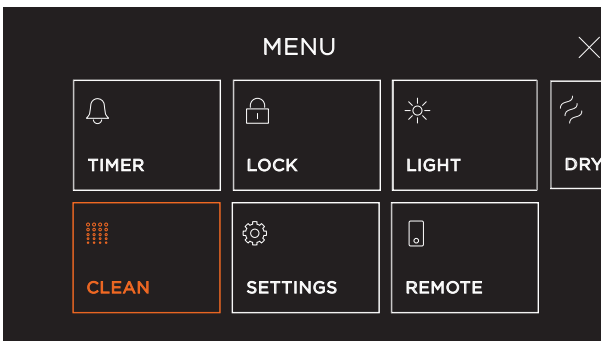 MENU
TIMER
LOCK
LIGHT
DRY
CLEAN
SETTINGS
REMOTE